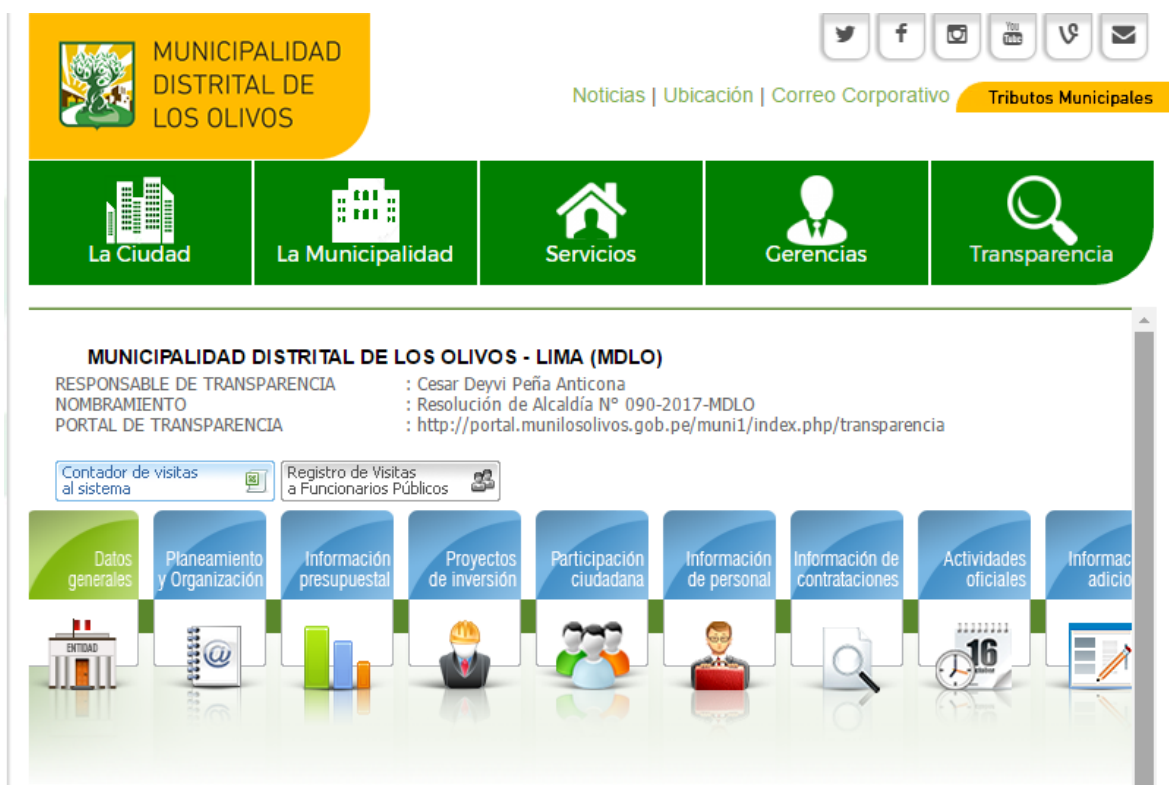 MUNICIPALIDAD
DISTRITAL DE
LOS OLIVOS
You
Tube
Noticias | Ubicación | Correo Corporativo
Tributos Municipales
La Ciudad
La Municipalidad
Servicios
Gerencias
Transparencia
MUNICIPALIDAD DISTRITAL DE LOS OLIVOS - LIMA (MDLO)
RESPONSABLE DE TRANSPARENCIA : Cesar Deyvi Peña Anticona
NOMBRAMIENTO : Resolución de Alcaldía N° 090-2017-MDLO
PORTAL DE TRANSPARENCIA : http://portal.munilosolivos.gob.pe/muni1/index.php/transparencia
Contador de visitas
al sistema
Registro de Visitas
a Funcionarios Públicos
Datos
generales
Planeamiento
y Organización
Información
presupuestal
Proyectos
de inversión
Participación
ciudadana
Información
de personal
Información de
contrataciones
Actividades
oficiales
Informac
adicio
ENTIDAD
@
16